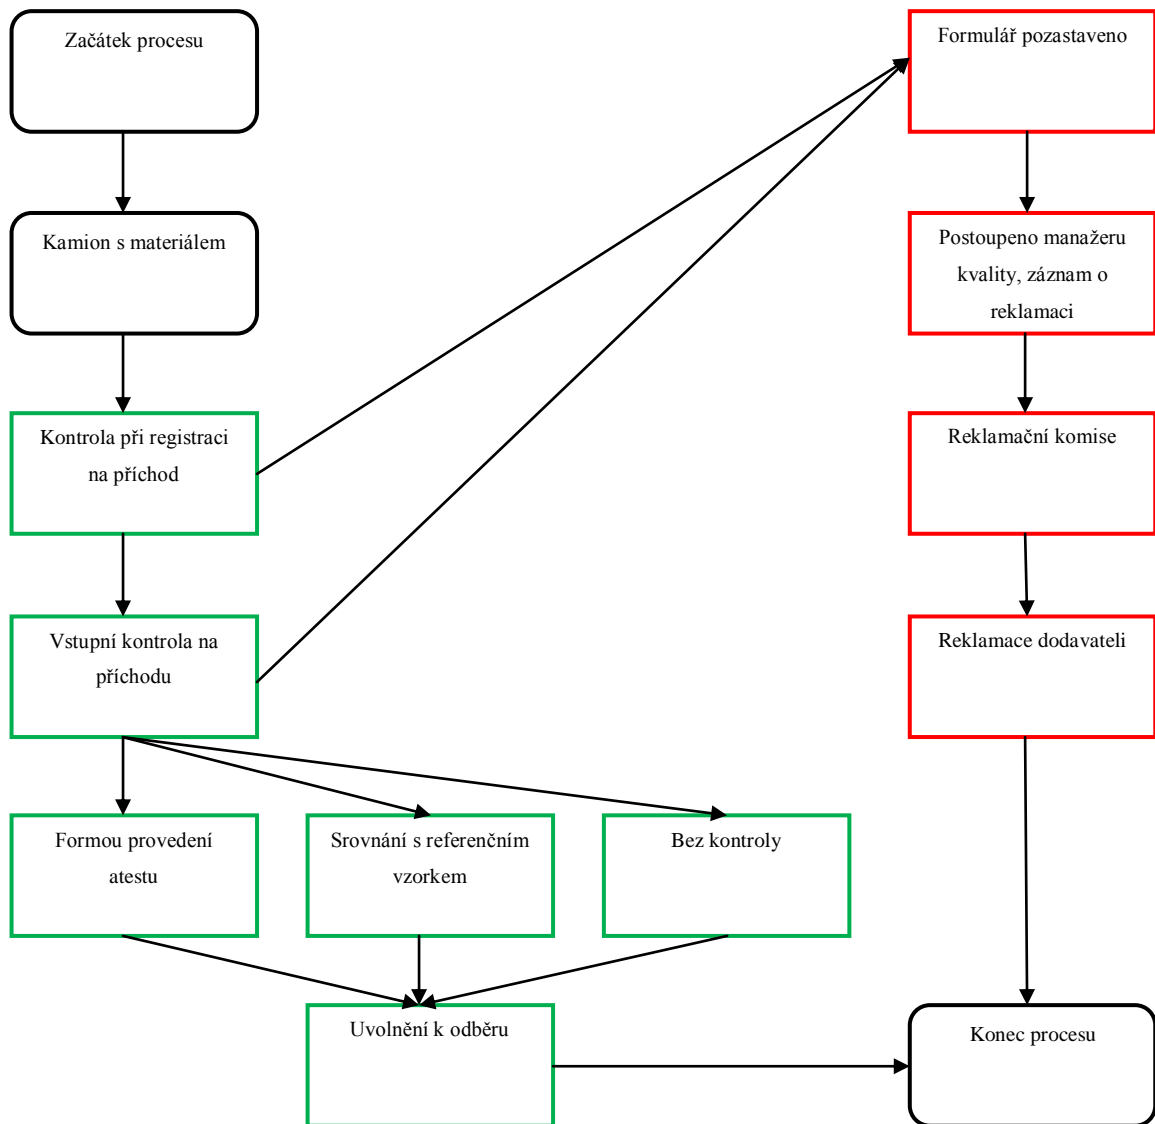 Začátek procesu
Formulář pozastaveno
Kamion s materiálem
Postoupeno manažeru
kvality, záznam o
reklamaci
Kontrola při registraci
na příchod
Reklamační komise
Vstupní kontrola na
příchodu
Reklamace dodavateli
Formou provedení
atestu
Srovnání s referenčním
vzorkem
Bez kontroly
Uvolnění k odběru
Konec procesu